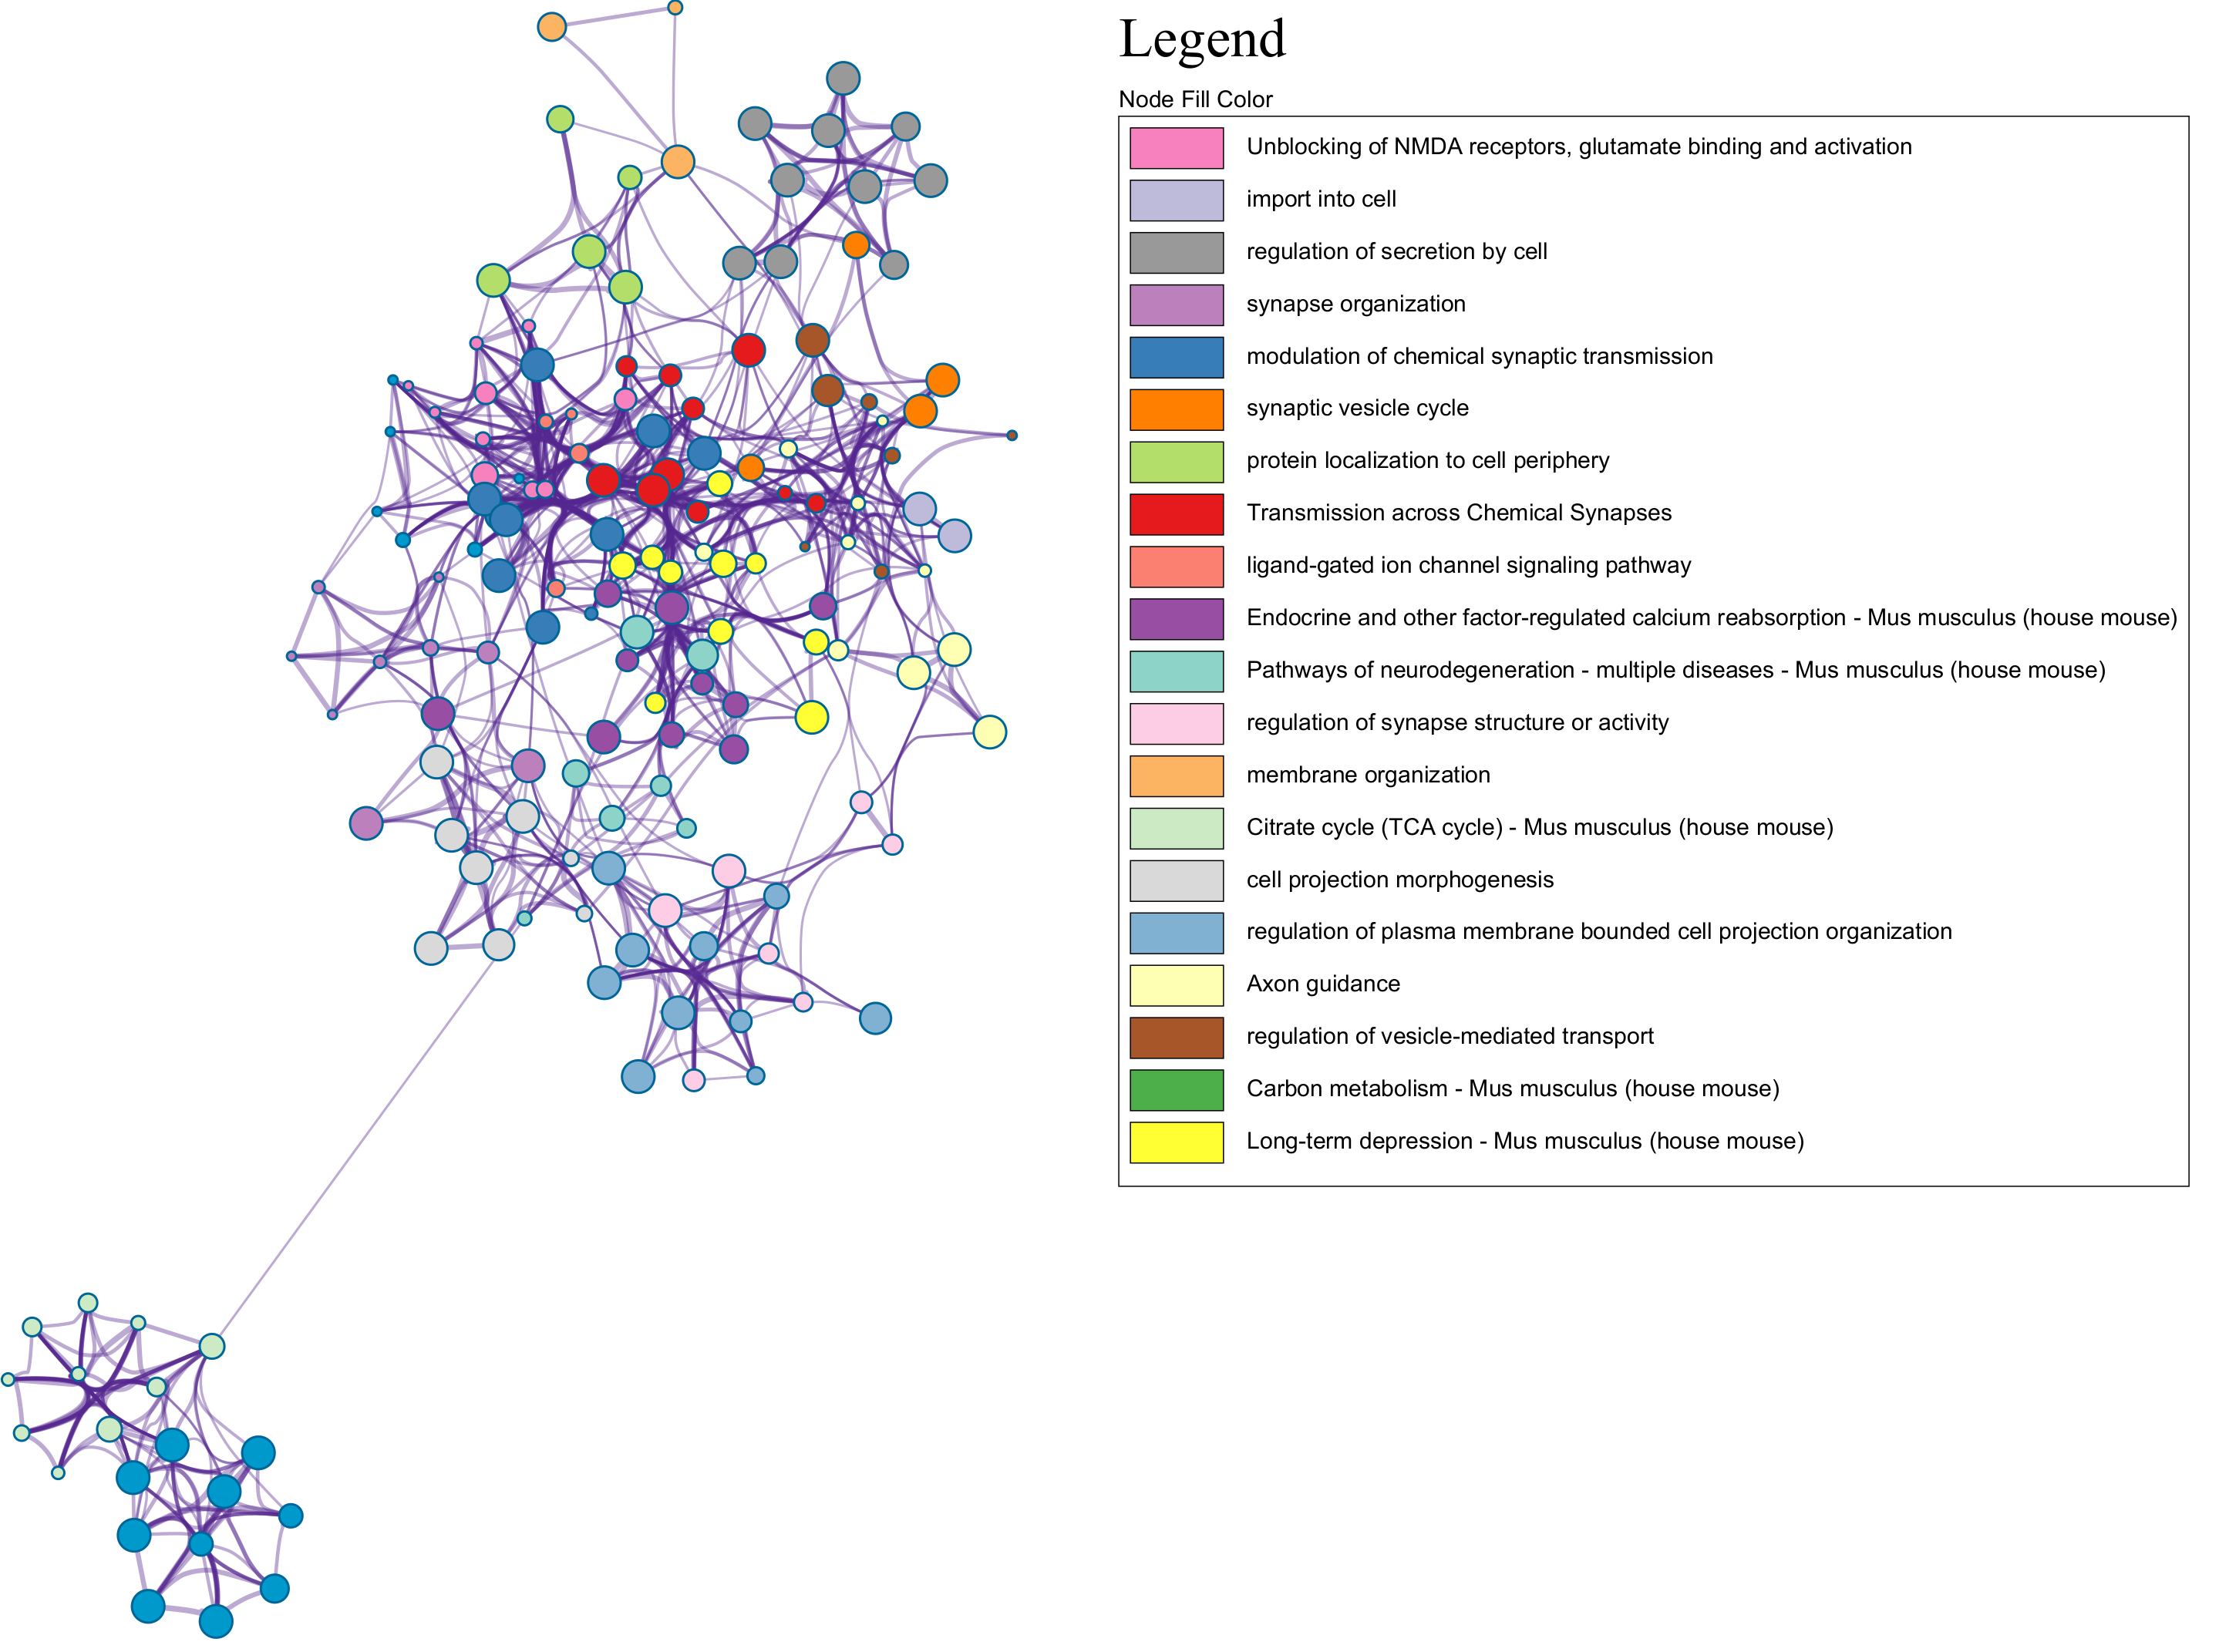 Legend
Node Fill Color
Unblocking of NMDA receptors, glutamate binding and activation
import into cell
regulation of secretion by cell
synapse organization
modulation of chemical synaptic transmission
synaptic vesicle cycle
protein localization to cell periphery
Transmission across Chemical Synapses
ligand-gated ion channel signaling pathway
Endocrine and other factor-regulated calcium reabsorption - Mus musculus (house mouse)
Pathways of neurodegeneration - multiple diseases - Mus musculus (house mouse)
regulation of synapse structure or activity
membrane organization
Citrate cycle (TCA cycle) - Mus musculus (house mouse)
cell projection morphogenesis
regulation of plasma membrane bounded cell projection organization
Axon guidance
regulation of vesicle-mediated transport
Carbon metabolism - Mus musculus (house mouse)
Long-term depression - Mus musculus (house mouse)